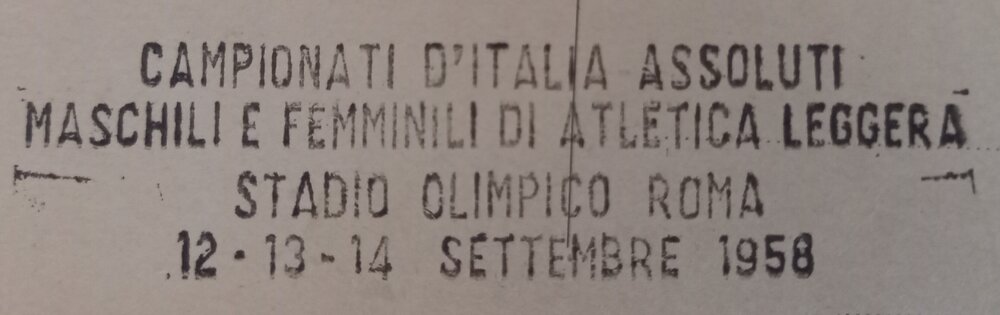 CAMPIONATI D'ITALIA ASSOLUTI
MASCHILI E FEMMINILI DI ATLETICA LEGGERA
STADIO OLIMPICO ROMA
12 - 13 - 14 SETTEMBRE 1958